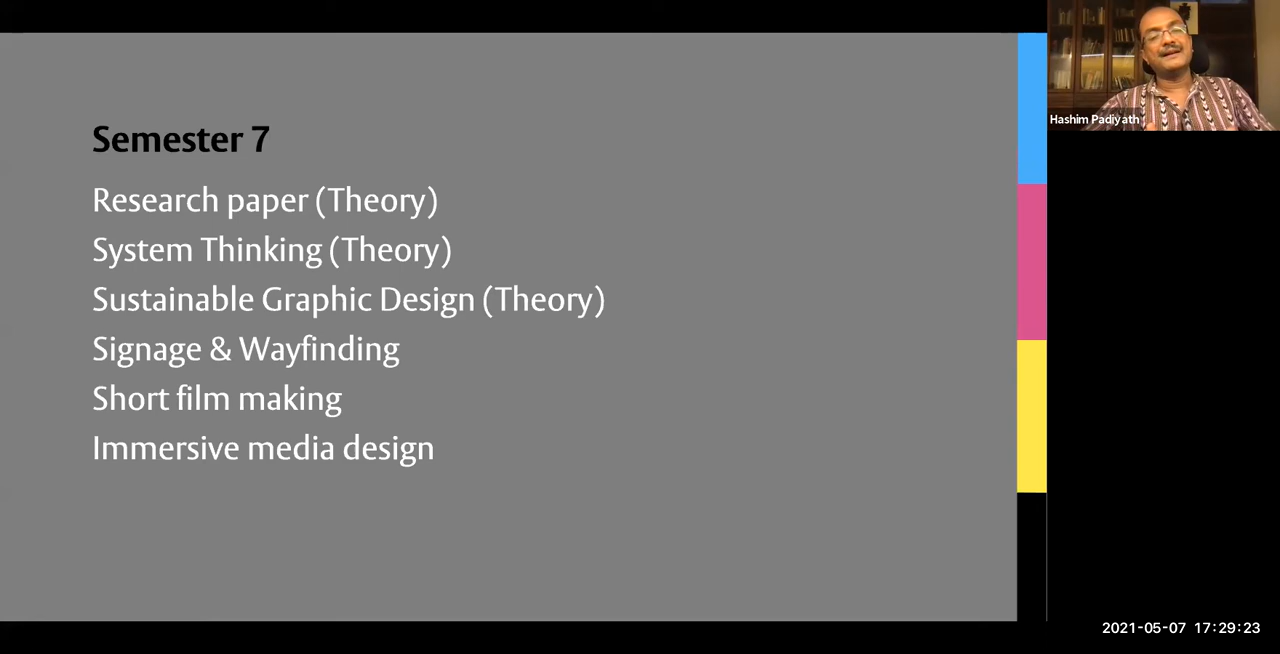 Semester 7
Research paper (Theory)
System Thinking (Theory)
Sustainable Graphic Design (Theory)
Signage & Wayfinding
Short film making
Immersive media design
Hashim Padiyath
2021-05-07 17:29:23